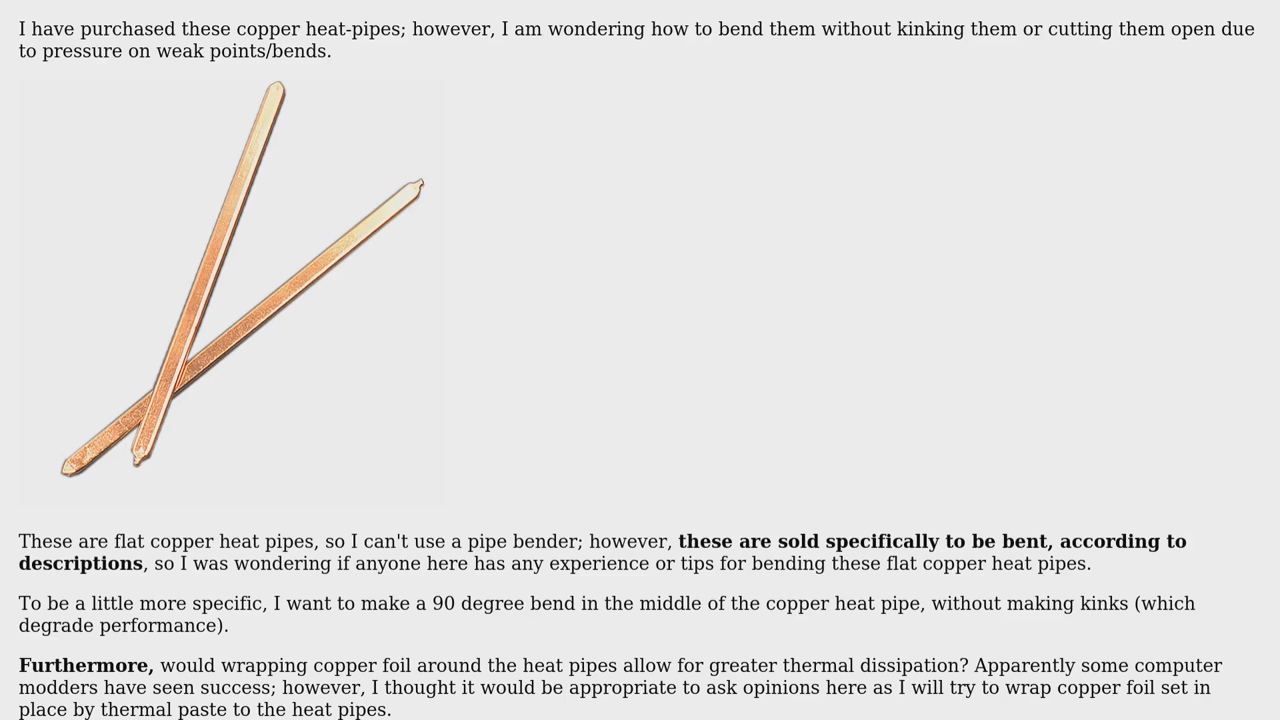 I have purchased these copper heat-pipes; however, I am wondering how to bend them without kinking them or cutting them open due
to pressure on weak points/bends.
These are flat copper heat pipes, so I can't use a pipe bender; however, these are sold specifically to be bent, according to
descriptions, so I was wondering if anyone here has any experience or tips for bending these flat copper heat pipes.
To be a little more specific, I want to make a 90 degree bend in the middle of the copper heat pipe, without making kinks (which
degrade performance).
Furthermore, would wrapping copper foil around the heat pipes allow for greater thermal dissipation? Apparently some computer
modders have seen success; however, I thought it would be appropriate to ask opinions here as I will try to wrap copper foil set in
place by thermal paste to the heat pipes.